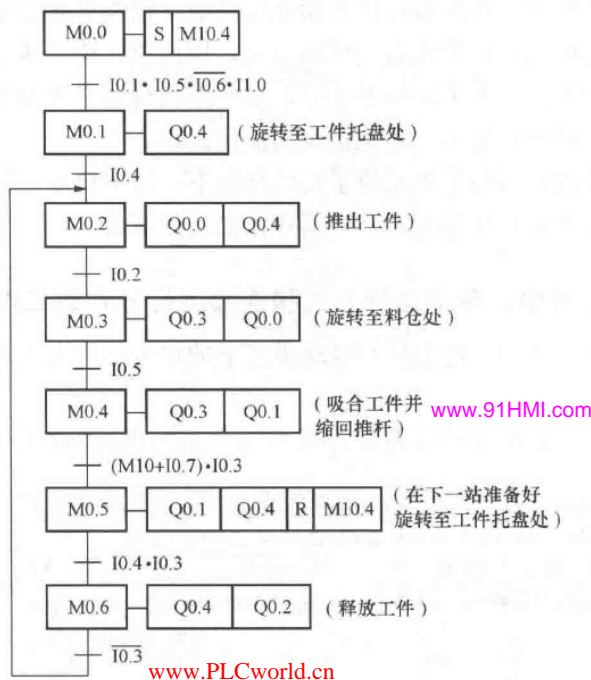 M0.0 S M10.4
I0.1·I0.5·I̅0̅.̅6̅·I1.0
M0.1 Q0.4 (旋转至工件托盘处)
I0.4
M0.2 Q0.0 Q0.4 (推出工件)
I0.2
M0.3 Q0.3 Q0.0 (旋转至料仓处)
I0.5
M0.4 Q0.3 Q0.1 (吸合工件并
缩回推杆)
www.91HMI.com
(M10+I0.7)·I0.3
M0.5 Q0.1 Q0.4 R M10.4 (在下一站准备好
旋转至工件托盘处)
I0.4·I0.3
M0.6 Q0.4 Q0.2 (释放工件)
I̅0̅.̅3̅
www.PLCworld.cn